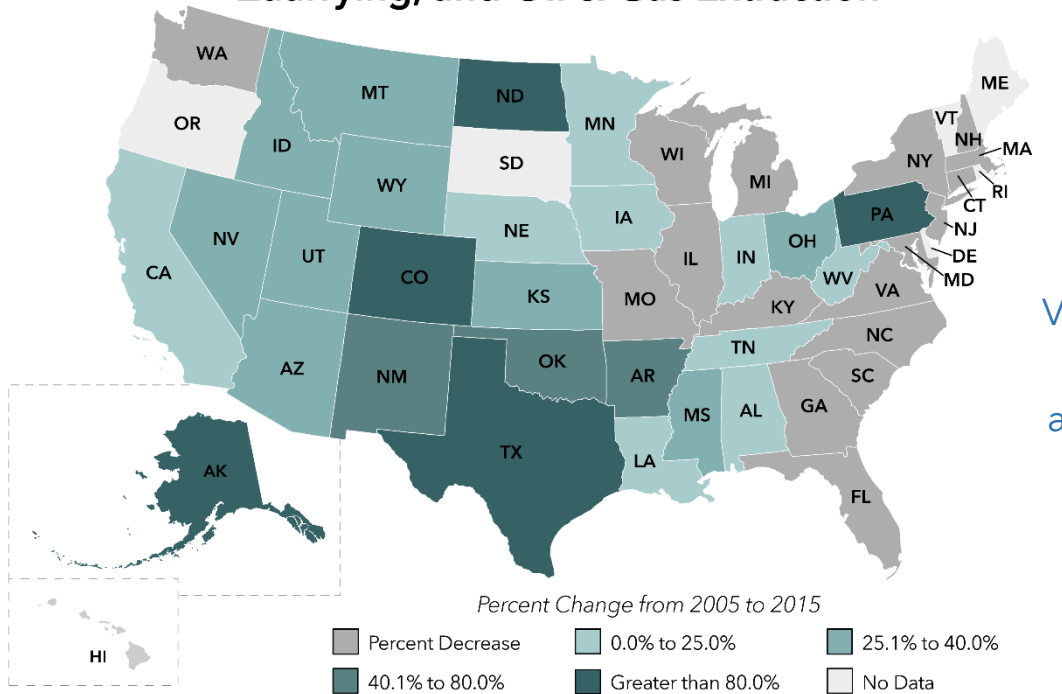 WA
MT
ND
MN
ME
VT
NH
MA
OR
ID
SD
WI
NY
MI
RI
CT
WY
IA
PA
NJ
NE
NV
UT
CO
IL
IN
OH
DE
CA
WV
MD
KS
MO
VA
KY
V
AZ
NM
OK
AR
TN
NC
SC
MS
AL
GA
a
TX
LA
AK
FL
HI
Percent Change from 2005 to 2015
Percent Decrease
0.0% to 25.0%
25.1% to 40.0%
40.1% to 80.0%
Greater than 80.0%
No Data